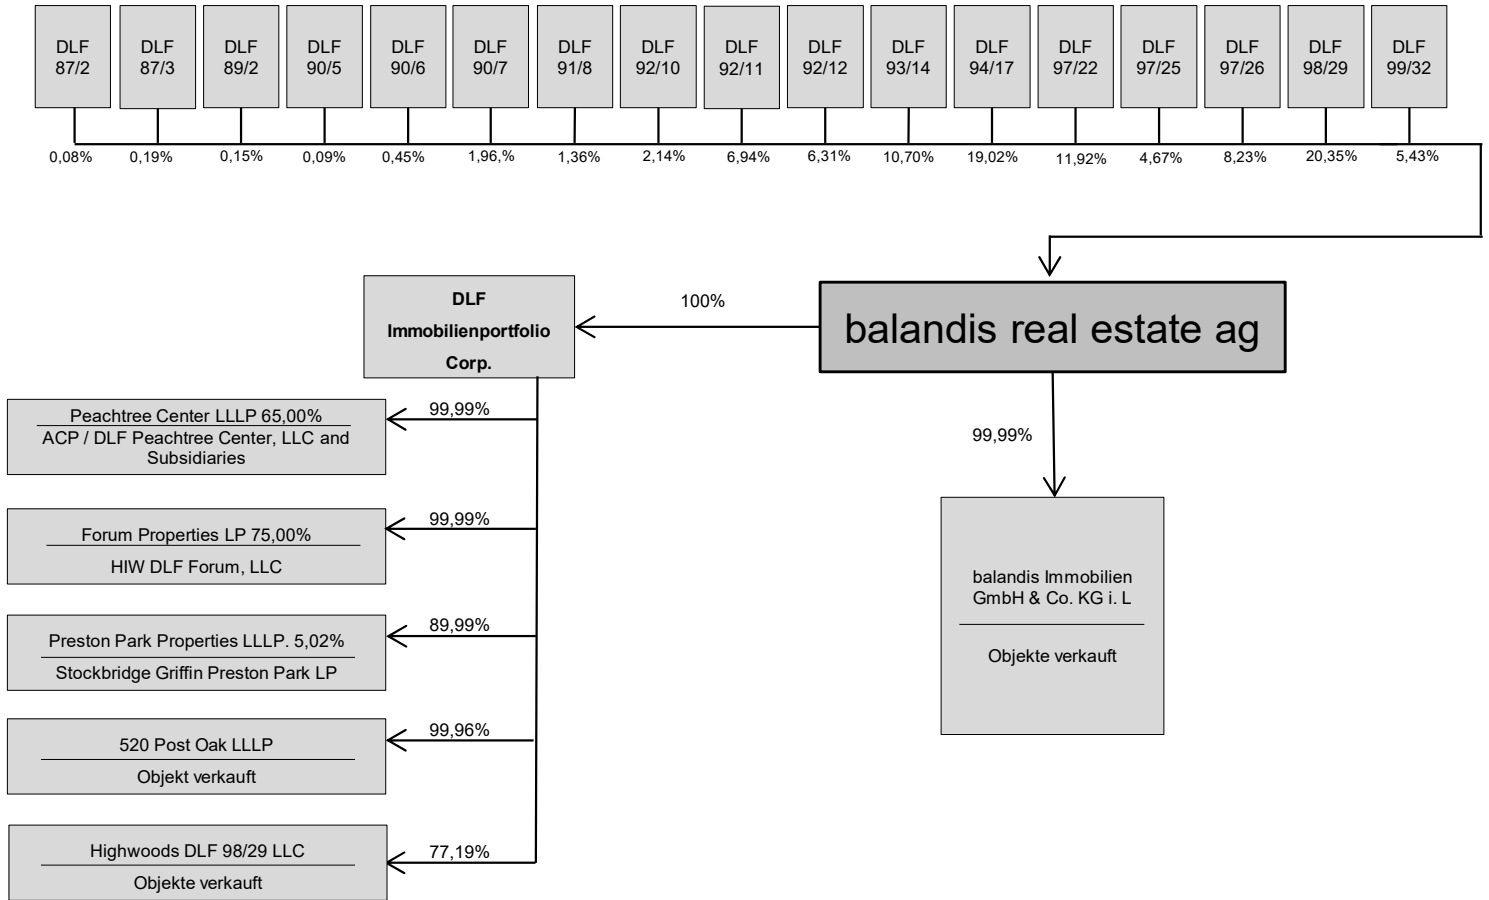 DLF
87/2
DLF
87/3
DLF
89/2
DLF
90/5
DLF
90/6
DLF
90/7
DLF
91/8
DLF
92/10
DLF
92/11
DLF
92/12
DLF
93/14
DLF
94/17
DLF
97/22
DLF
97/25
DLF
97/26
DLF
98/29
DLF
99/32
0,08%
0,19%
0,15%
0,09%
0,45%
1,96,%
1,36%
2,14%
6,94%
6,31%
10,70%
19,02%
11,92%
4,67%
8,23%
20,35%
5,43%
DLF
Immobilienportfolio
Corp.
100%
balandis real estate ag
99,99%
Peachtree Center LLLP 65,00%
ACP / DLF Peachtree Center, LLC and
Subsidiaries
99,99%
Forum Properties LP 75,00%
HIW DLF Forum, LLC
99,99%
Preston Park Properties LLLP. 5,02%
Stockbridge Griffin Preston Park LP
89,99%
520 Post Oak LLLP
Objekt verkauft
99,96%
Highwoods DLF 98/29 LLC
Objekte verkauft
77,19%
balandis Immobilien
GmbH & Co. KG i. L
Objekte verkauft